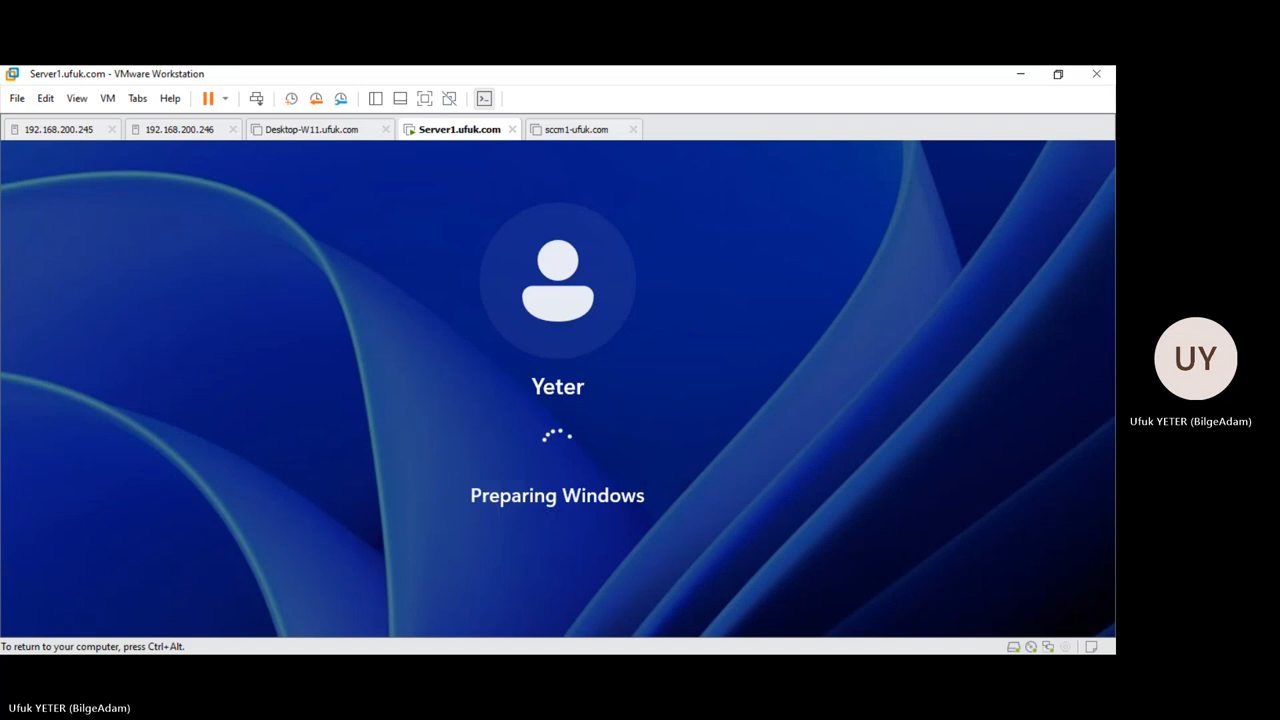 Server1.ufuk.com - VMware Workstation
File Edit View VM Tabs Help
192.168.200.245 192.168.200.246 Desktop-W11.ufuk.com Server1.ufuk.com sccm1-ufuk.com
Yeter
Preparing Windows
UY
Ufuk YETER (BilgeAdam)
To return to your computer, press Ctrl+Alt.
Ufuk YETER (BilgeAdam)